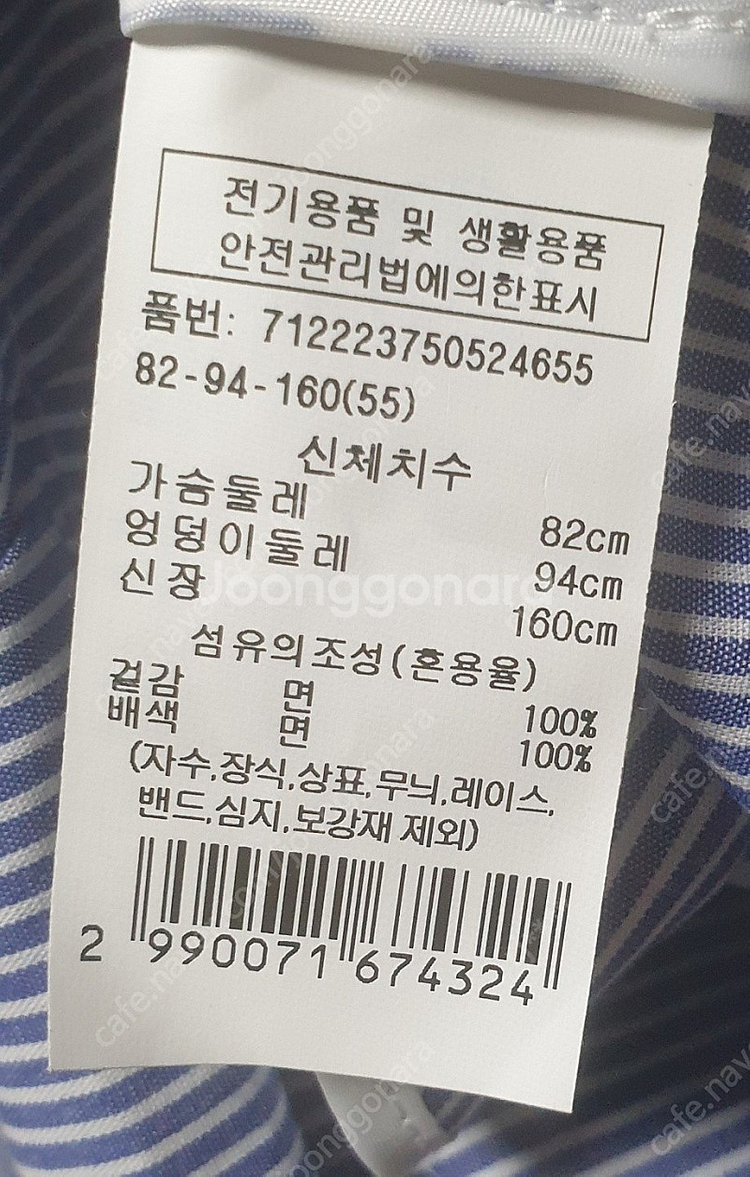 전기용품 및 생활용품
안전관리법에의한표시
품번: 712223750524655
82-94-160(55)
신체치수
가슴둘레 82cm
엉덩이둘레 94cm
신장 160cm
Joonggonara
섬유의조성(혼용율)
겉감 면 100%
배색 면 100%
(자수,장식,상표,무늬,레이스,
밴드,심지,보강재 제외)
2 990071 674324